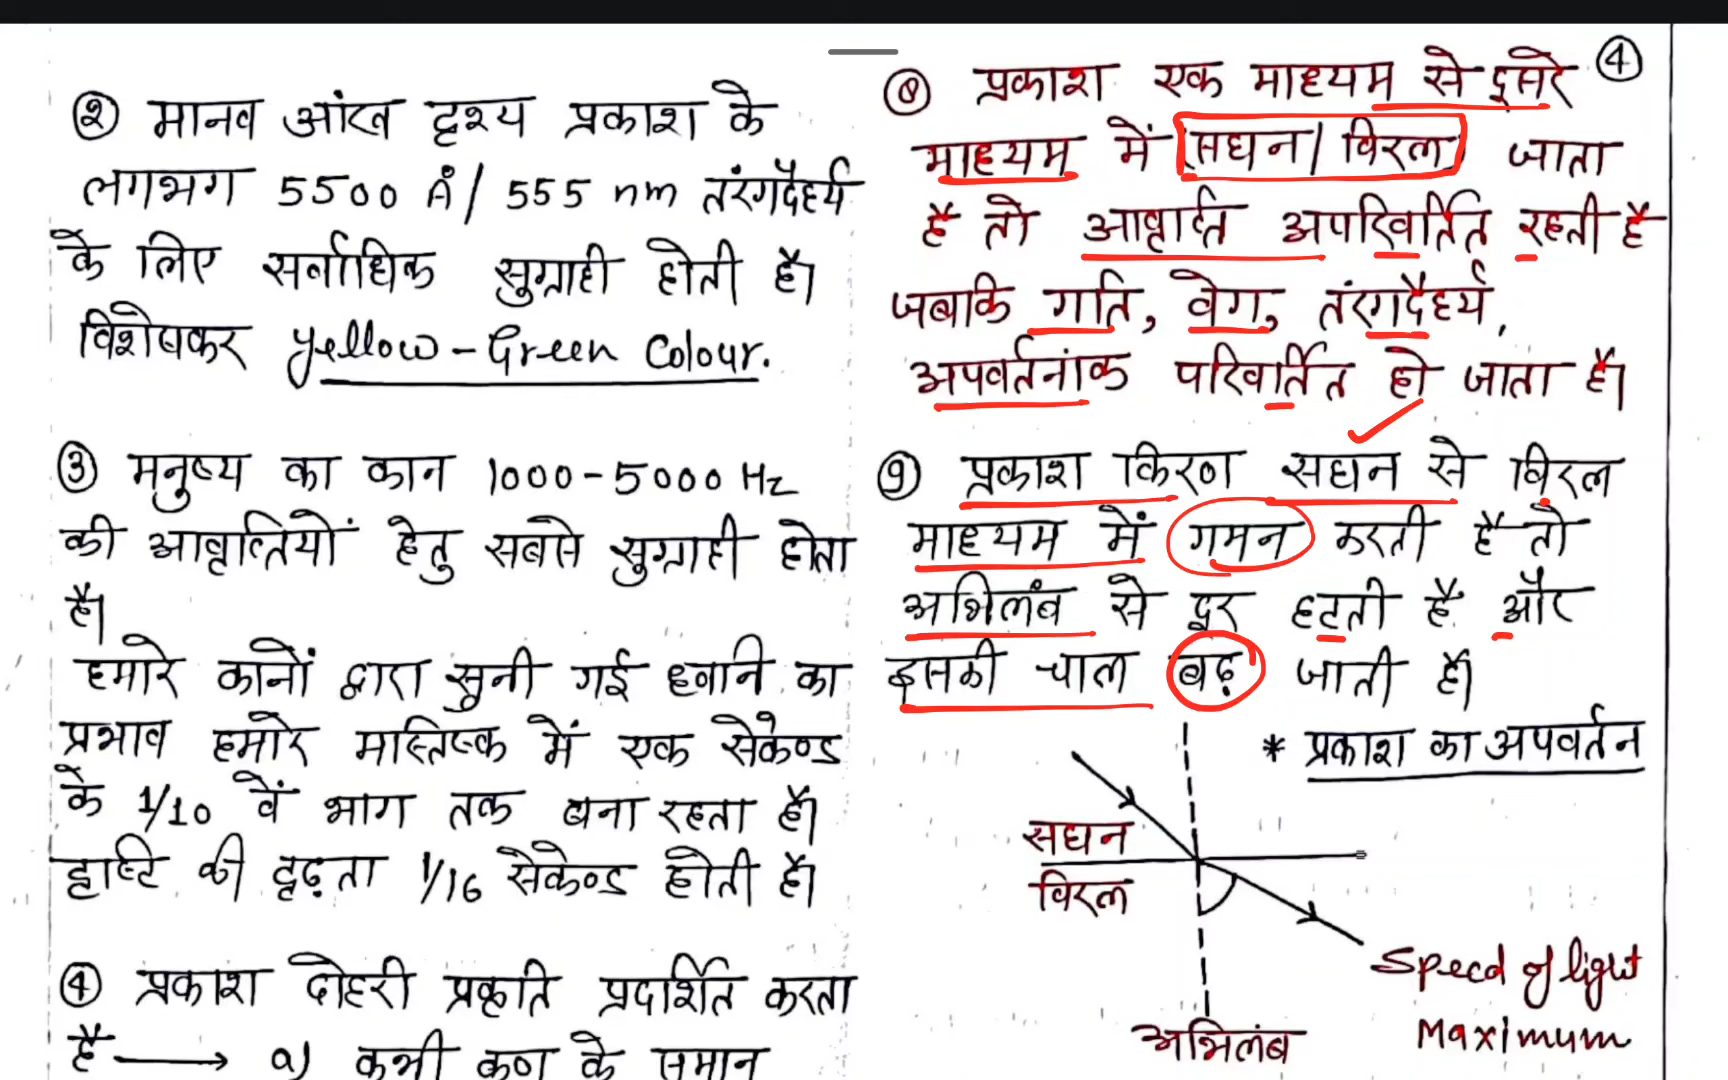 ② मानव आंख दृश्य प्रकाश के
लगभग 5500 Å/ 555 nm तरंगदैर्ध्य
के लिए सर्वाधिक सुग्राही होती है।
विशेषकर Yellow - Green Colour.
③ मनुष्य का कान 1000-5000 Hz
की आवृत्तियों हेतु सबसे सुग्राही होता
है।
हमारे कानों द्वारा सुनी गई ध्वनि का
प्रभाव हमारे मस्तिष्क में एक सेकेण्ड
के 1/10 वें भाग तक बना रहता है।
दृष्टि की दृढ़ता 1/16 सेकेण्ड होती है।
④ प्रकाश दोहरी प्रकृति प्रदर्शित करता
है → a) कभी कण के समान
④
⑧ प्रकाश एक माध्यम से दूसरे
माध्यम में [सघन/विरल] जाता
है तो आवृत्ति अपरिवर्तित रहती है
जबकि गति, वेग, तंरगदैर्ध्य,
अपवर्तनांक परिवर्तित हो जाता है।
⑨ प्रकाश किरण सघन से विरल
माध्यम में गमन करती है तो
अभिलंब से दूर हटती है और
इसकी चाल बढ़ जाती है।
* प्रकाश का अपवर्तन
सघन
विरल
Speed of light
Maximum
अभिलंब